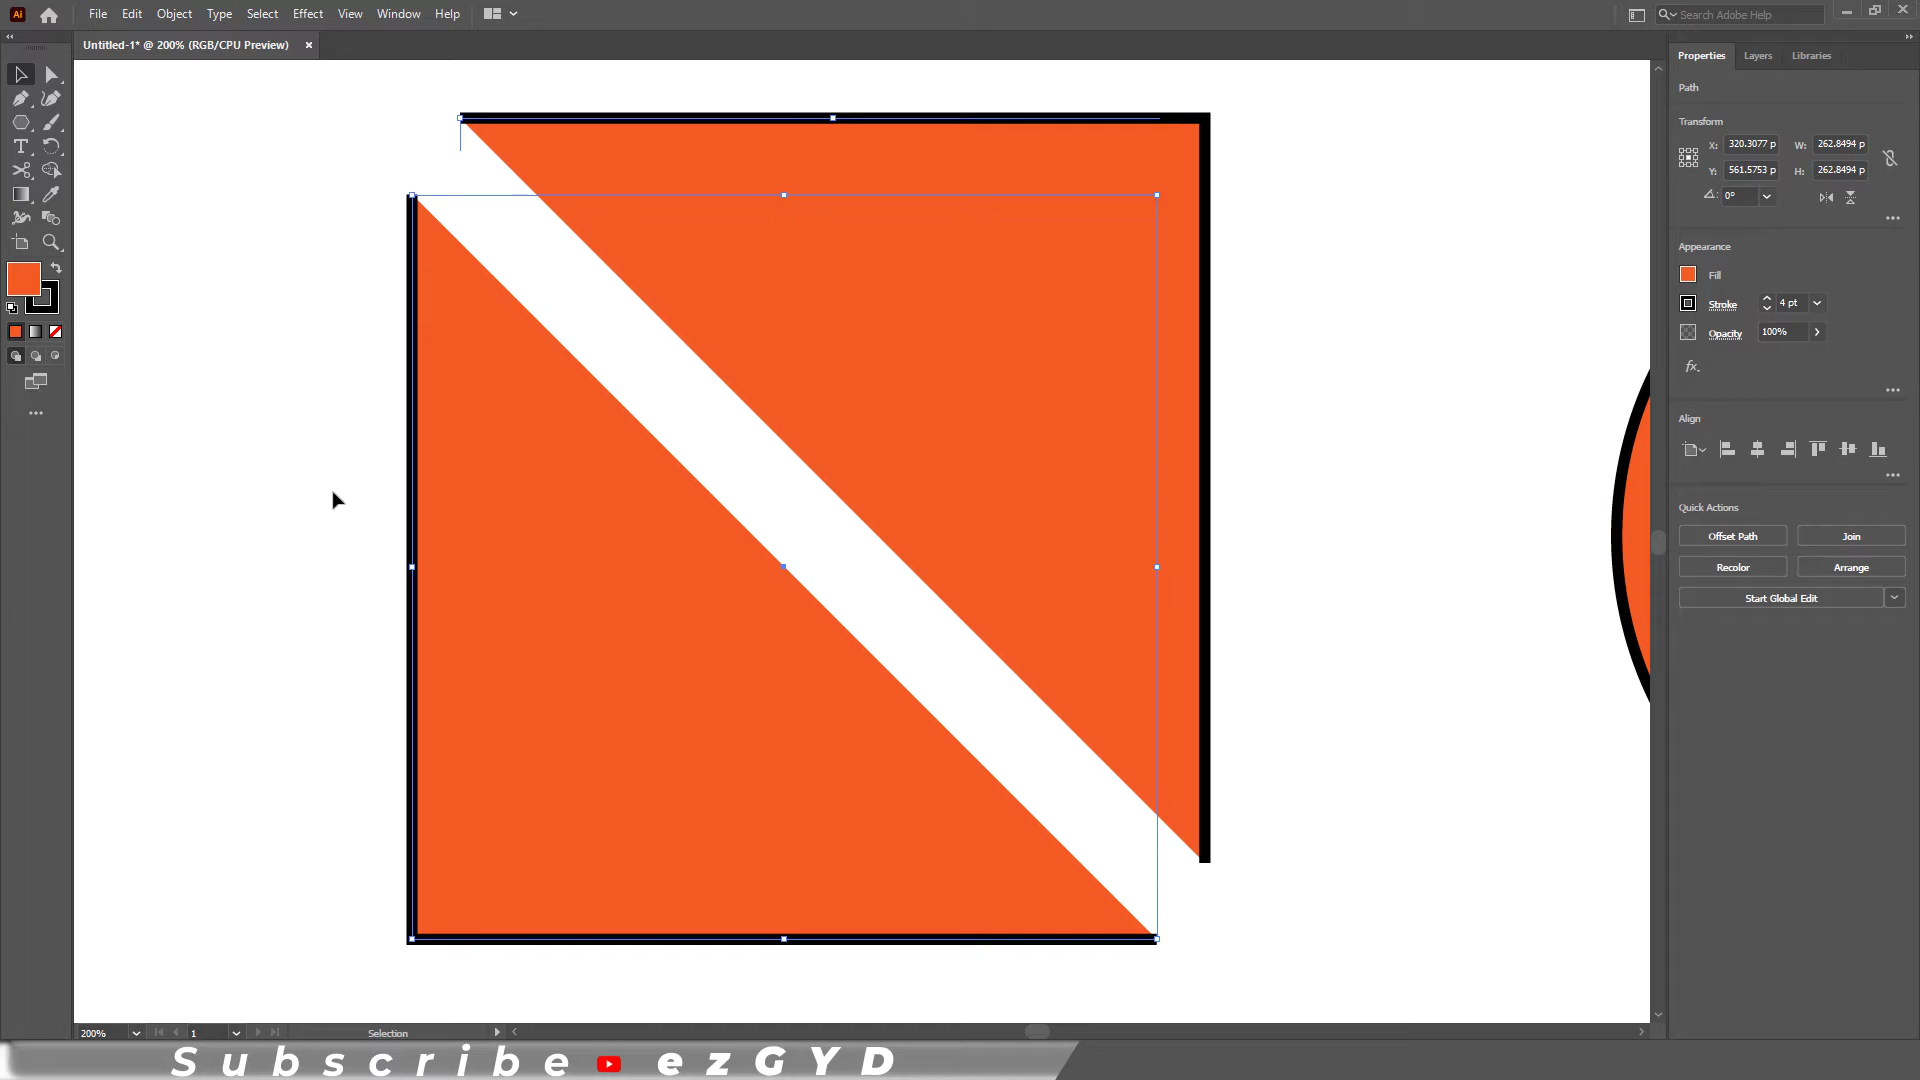 Ai File Edit Object Type Select Effect View Window Help Search Adobe Help
Untitled-1* @ 200% (RGB/CPU Preview) ×
Properties Layers Libraries
Path
Transform
X: 320.3077 p W: 262.8494 p
Y: 561.5753 p H: 262.8494 p
0°
Appearance
Fill
Stroke 4 pt
Opacity 100%
fx.
Align
Quick Actions
Offset Path Join
Recolor Arrange
Start Global Edit
200% 1 Selection
Subscribe ezGYD